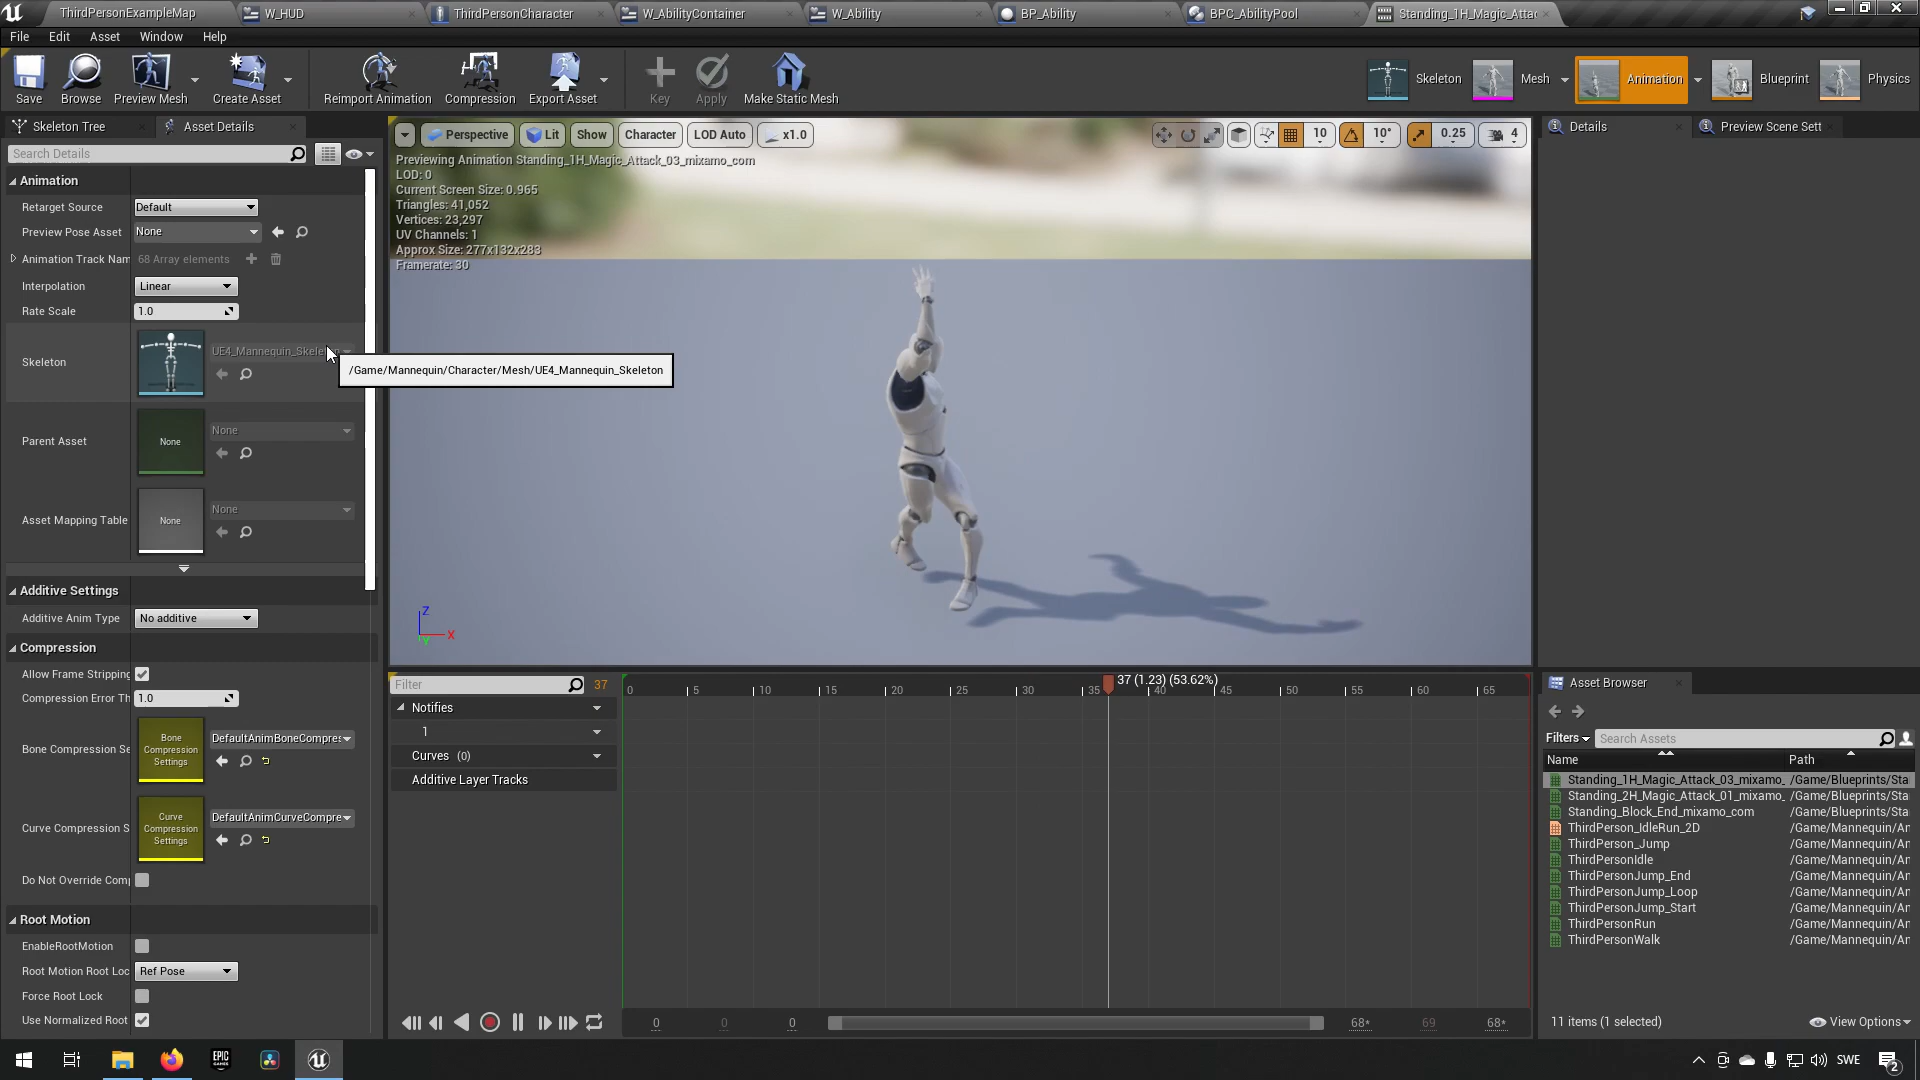 ThirdPersonExampleMap
W_HUD
ThirdPersonCharacter
W_AbilityContainer
W_Ability
BP_Ability
BPC_AbilityPool
Standing_1H_Magic_Attac
File Edit Asset Window Help
Save
Browse
Preview Mesh
Create Asset
Reimport Animation
Compression
Export Asset
Key
Apply
Make Static Mesh
Skeleton
Mesh
Animation
Blueprint
Physics
Skeleton Tree
Asset Details
Search Details
Animation
Retarget Source Default
Preview Pose Asset None
Animation Track Nam 68 Array elements
Interpolation Linear
Rate Scale 1.0
Skeleton UE4_Mannequin_Skele
/Game/Mannequin/Character/Mesh/UE4_Mannequin_Skeleton
Parent Asset None None
Asset Mapping Table None None
Additive Settings
Additive Anim Type No additive
Compression
Allow Frame Stripping
Compression Error Th 1.0
Bone Compression Se
Bone
Compression
Settings
DefaultAnimBoneCompres
Curve Compression S
Curve
Compression
Settings
DefaultAnimCurveCompre
Do Not Override Comp
Root Motion
EnableRootMotion
Root Motion Root Loc Ref Pose
Force Root Lock
Use Normalized Root
Perspective Lit Show Character LOD Auto x1.0
10 10° 0.25 4
Previewing Animation Standing_1H_Magic_Attack_03_mixamo_com
LOD: 0
Current Screen Size: 0.965
Triangles: 41,052
Vertices: 23,297
UV Channels: 1
Approx Size: 277x132x283
Framerate: 30
Z
X
Y
Filter 37
37 (1.23) (53.62%)
0 5 10 15 20 25 30 35 40 45 50 55 60 65
Notifies
1
Curves (0)
Additive Layer Tracks
0 0 0 68* 69 68*
Details
Preview Scene Sett
Asset Browser
Filters Search Assets
Name Path
Standing_1H_Magic_Attack_03_mixamo_ /Game/Blueprints/Sta
Standing_2H_Magic_Attack_01_mixamo_ /Game/Blueprints/Sta
Standing_Block_End_mixamo_com /Game/Blueprints/Sta
ThirdPerson_IdleRun_2D /Game/Mannequin/An
ThirdPerson_Jump /Game/Mannequin/An
ThirdPersonIdle /Game/Mannequin/An
ThirdPersonJump_End /Game/Mannequin/An
ThirdPersonJump_Loop /Game/Mannequin/An
ThirdPersonJump_Start /Game/Mannequin/An
ThirdPersonRun /Game/Mannequin/An
ThirdPersonWalk /Game/Mannequin/An
11 items (1 selected) View Options
EPIC
GAMES
SWE
2